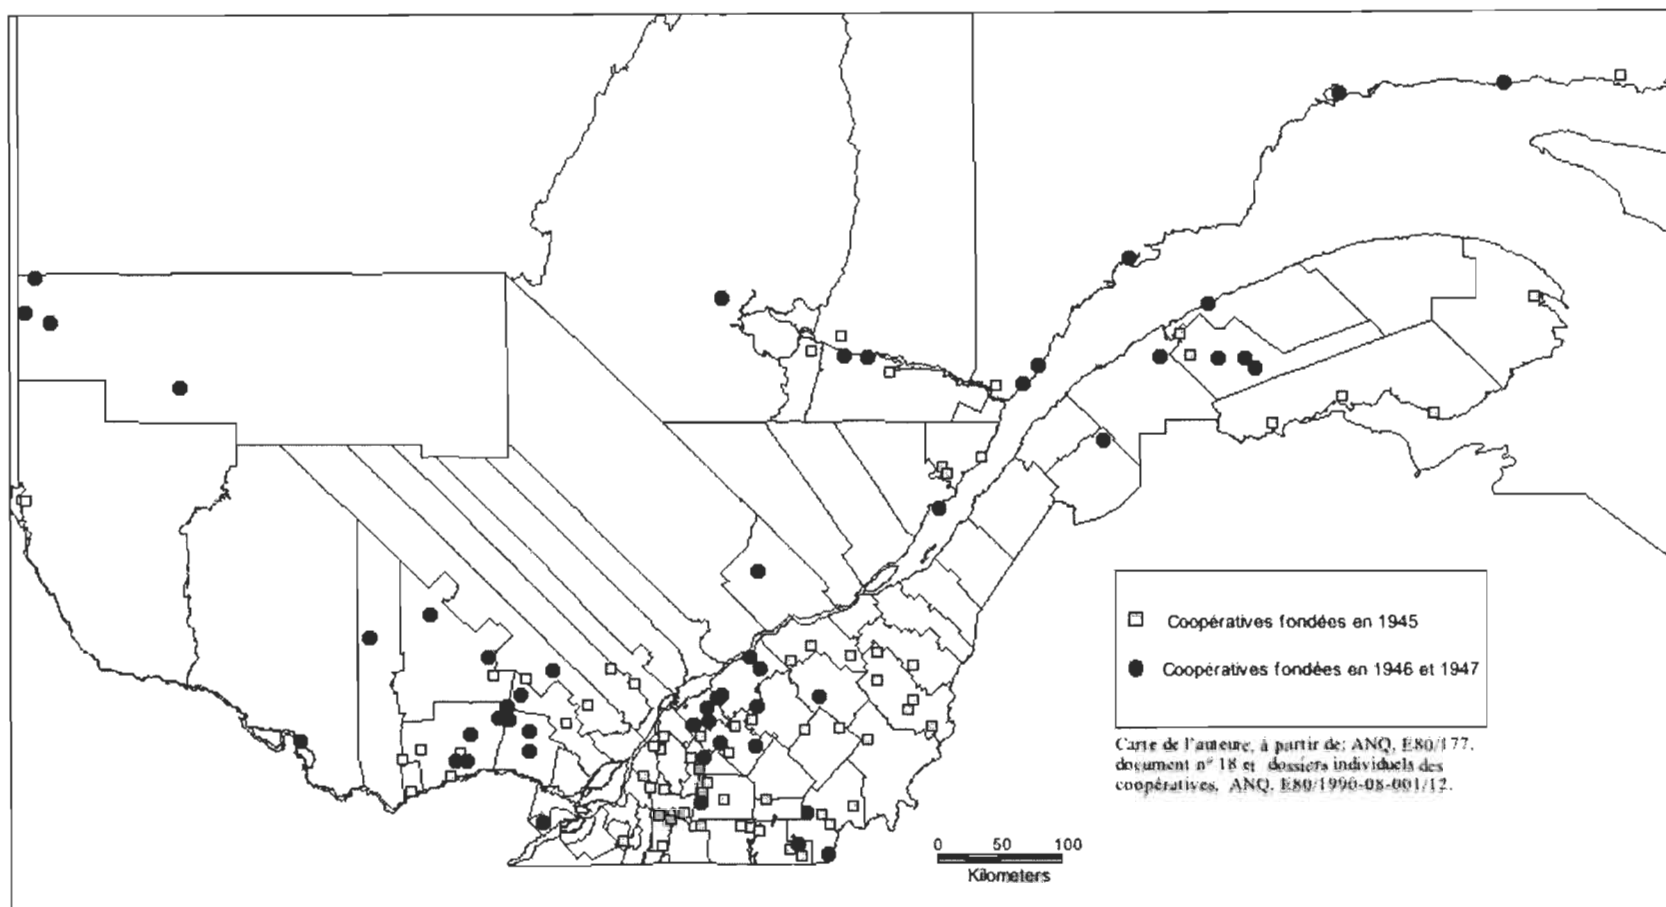 Coopératives fondées en 1945
Coopératives fondées en 1946 et 1947
Carte de l'auteure, à partir de: ANQ, E80/177,
document n° 18 et dossiers individuels des
coopératives, ANQ, E80/1990-08-001/12.
0 50 100
Kilometers